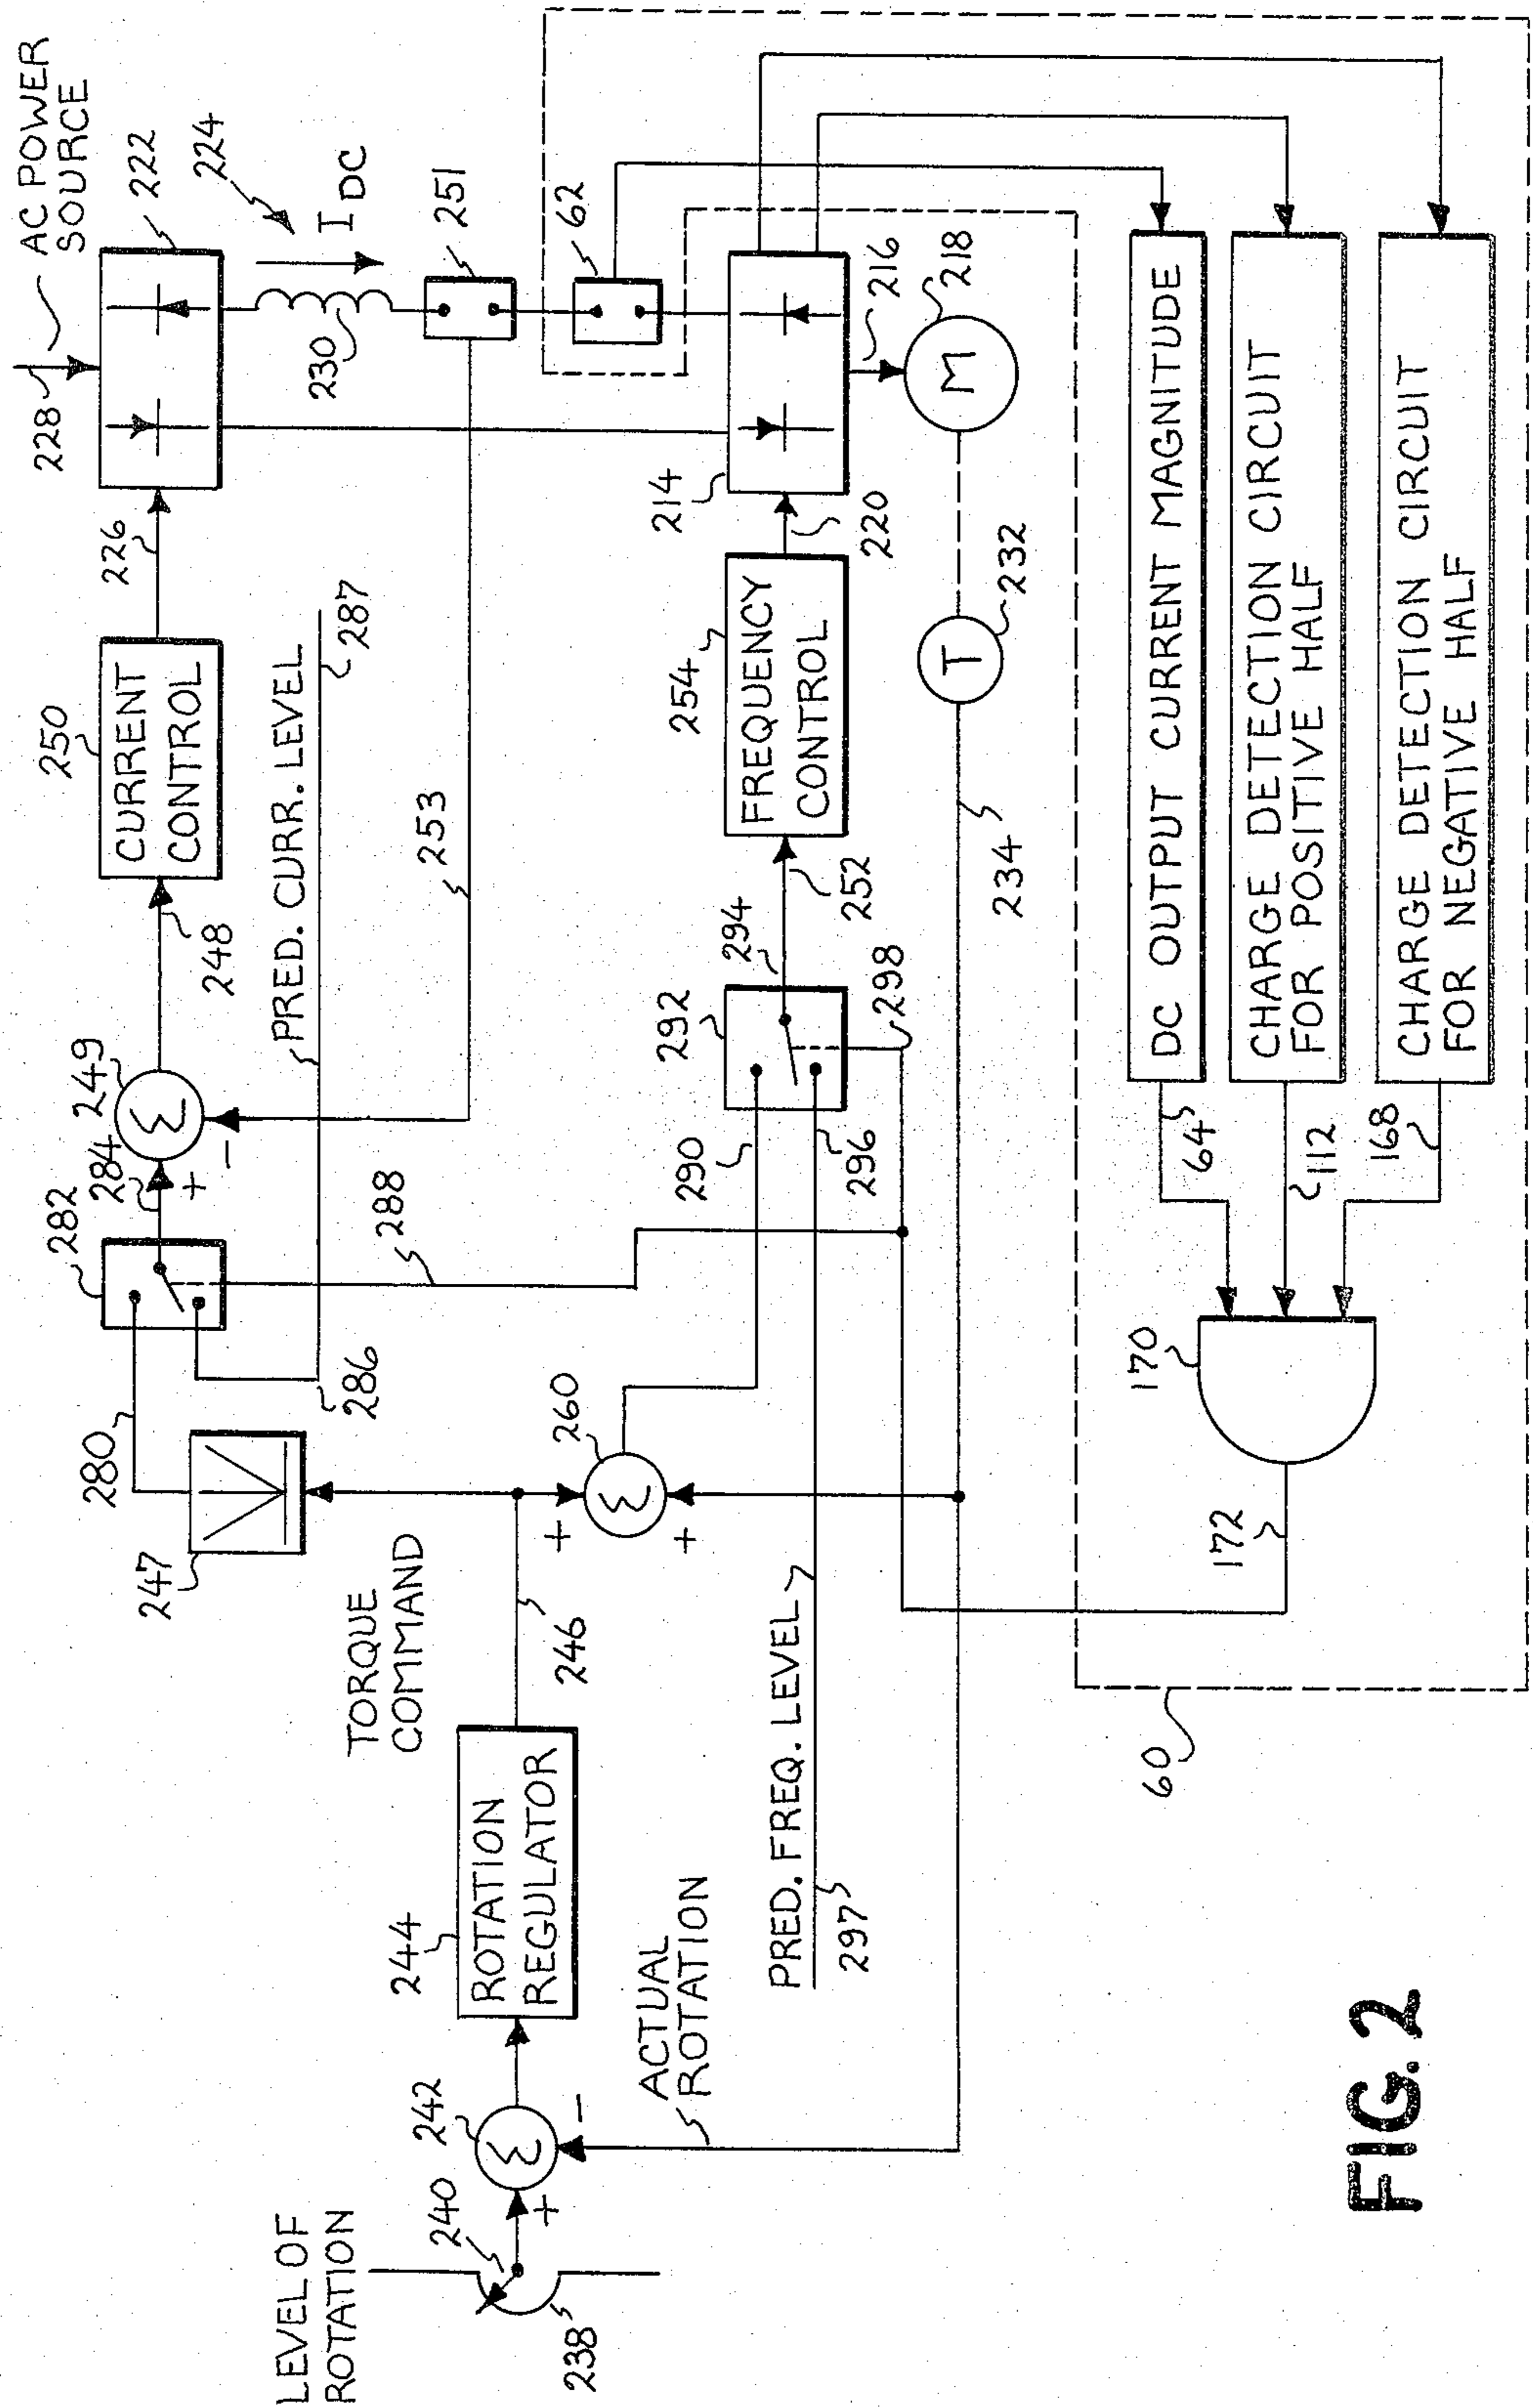 AC POWER
SOURCE
228
222
224
I DC
230
251
62
226
250
CURRENT
CONTROL
248
249
284
+
−
282
288
286
280
247
PRED. CURR. LEVEL
287
253
214
216
218
M
220
254
FREQUENCY
CONTROL
T
232
234
252
294
292
298
290
296
260
Σ
Σ
+
+
TORQUE
COMMAND
246
244
ROTATION
REGULATOR
PRED. FREQ. LEVEL
297
ACTUAL
ROTATION
242
Σ
−
+
240
238
LEVEL OF
ROTATION
DC OUTPUT CURRENT MAGNITUDE
CHARGE DETECTION CIRCUIT
FOR POSITIVE HALF
CHARGE DETECTION CIRCUIT
FOR NEGATIVE HALF
64
112
168
170
172
60
FIG. 2